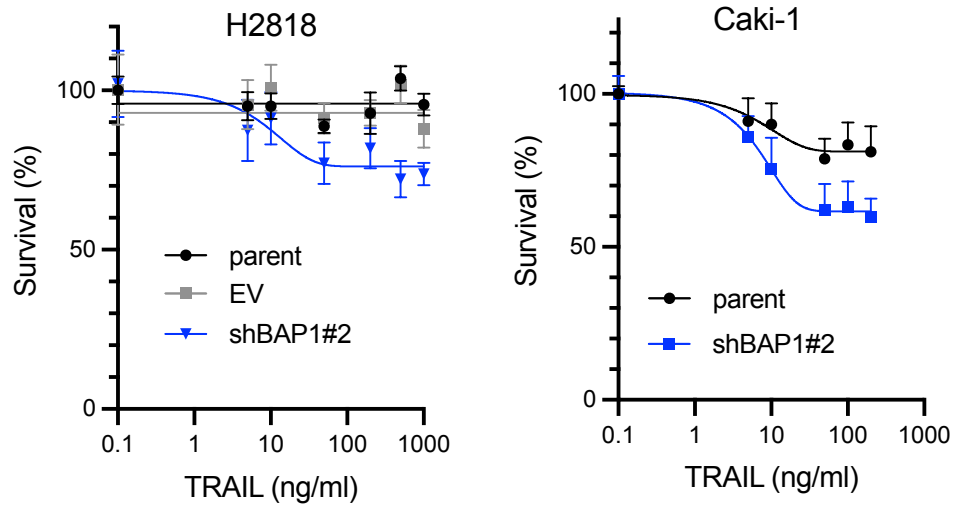 H2818
Survival (%)
100
50
0
parent
EV
shBAP1#2
0.1 1 10 100 1000
TRAIL (ng/ml)
Caki-1
Survival (%)
100
50
0
parent
shBAP1#2
0.1 1 10 100 1000
TRAIL (ng/ml)